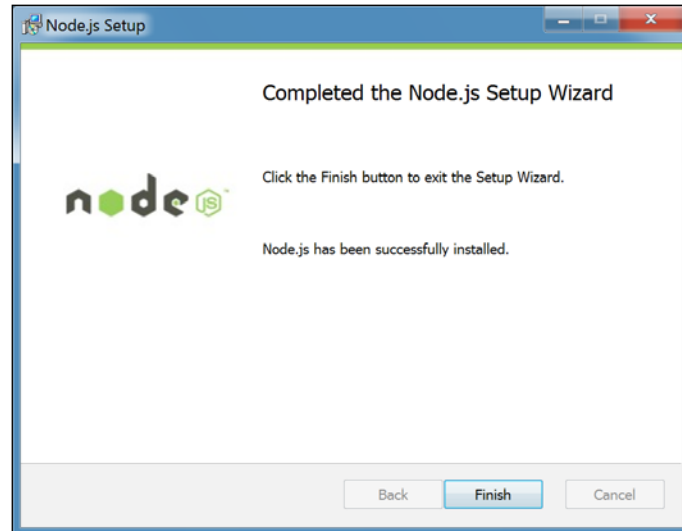 Node.js Setup
Completed the Node.js Setup Wizard
Click the Finish button to exit the Setup Wizard.
node JS™
Node.js has been successfully installed.
Back Finish Cancel